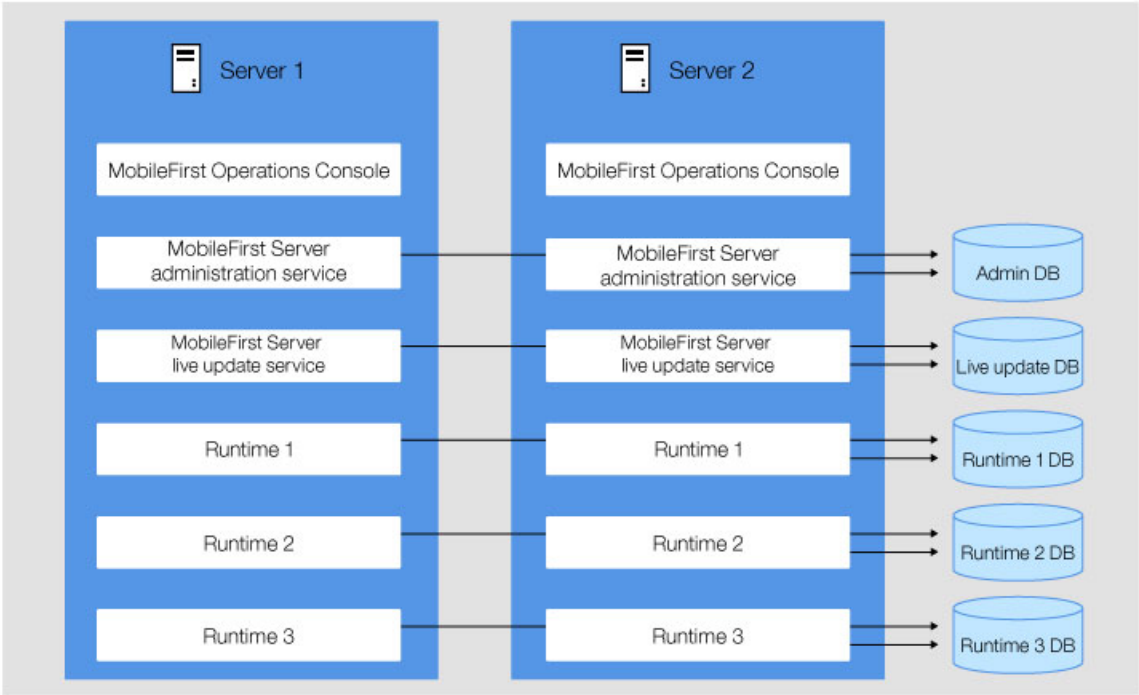 Server 1
Server 2
MobileFirst Operations Console
MobileFirst Operations Console
MobileFirst Server
administration service
MobileFirst Server
administration service
Admin DB
MobileFirst Server
live update service
MobileFirst Server
live update service
Live update DB
Runtime 1
Runtime 1
Runtime 1 DB
Runtime 2
Runtime 2
Runtime 2 DB
Runtime 3
Runtime 3
Runtime 3 DB